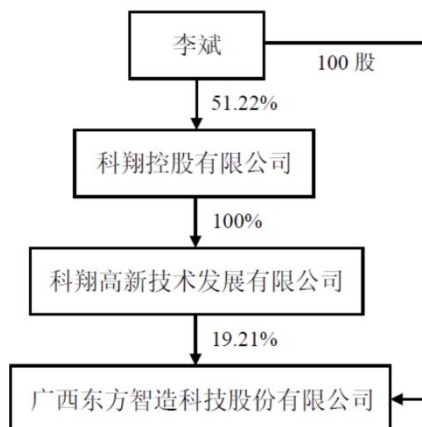 李斌
100 股
51.22%
科翔控股有限公司
100%
科翔高新技术发展有限公司
19.21%
广西东方智造科技股份有限公司